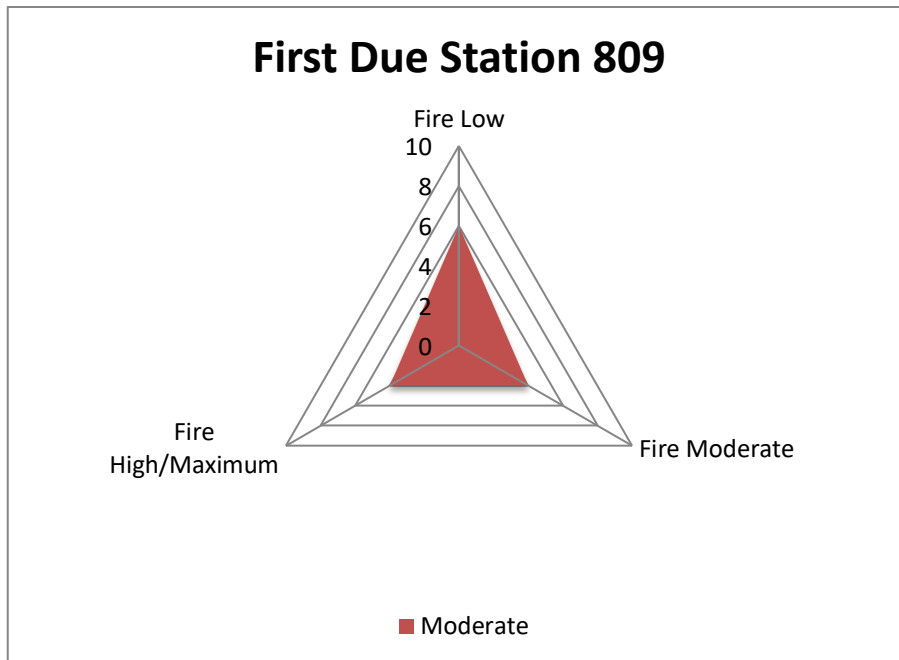 First Due Station 809
Fire Low
10
8
6
4
2
0
Fire
High/Maximum
Fire Moderate
Moderate